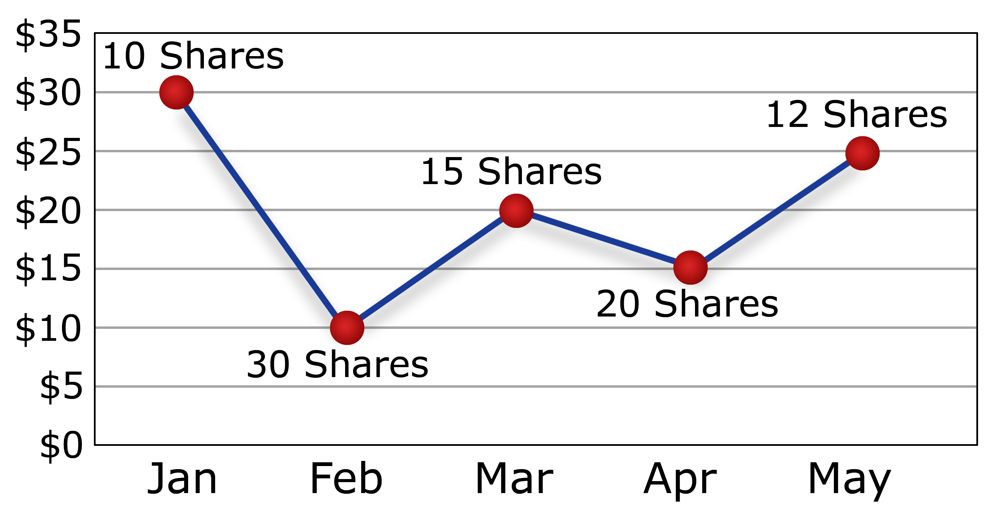 $35
10 Shares
$30
12 Shares
$25
15 Shares
$20
$15
20 Shares
$10
30 Shares
$5
$0
Jan Feb Mar Apr May